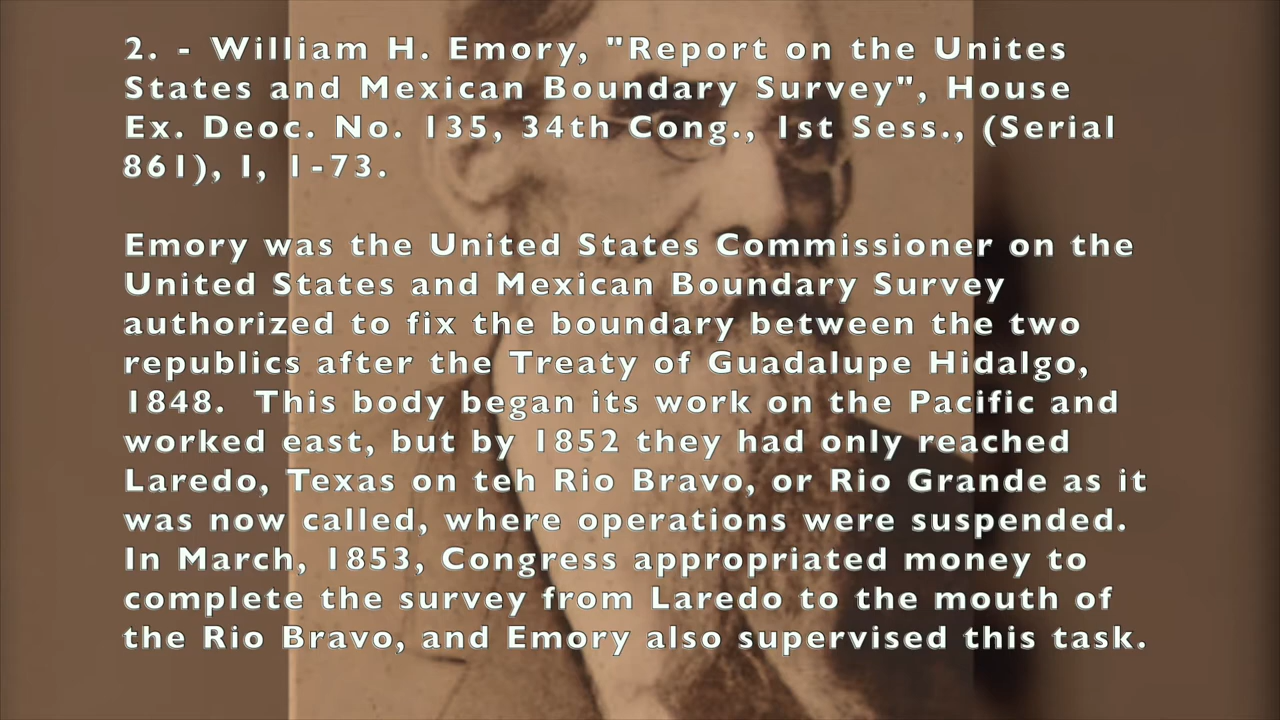 2. - William H. Emory, "Report on the Unites
States and Mexican Boundary Survey", House
Ex. Deoc. No. 135, 34th Cong., 1st Sess., (Serial
861), I, 1-73.
Emory was the United States Commissioner on the
United States and Mexican Boundary Survey
authorized to fix the boundary between the two
republics after the Treaty of Guadalupe Hidalgo,
1848.  This body began its work on the Pacific and
worked east, but by 1852 they had only reached
Laredo, Texas on teh Rio Bravo, or Rio Grande as it
was now called, where operations were suspended.
In March, 1853, Congress appropriated money to
complete the survey from Laredo to the mouth of
the Rio Bravo, and Emory also supervised this task.